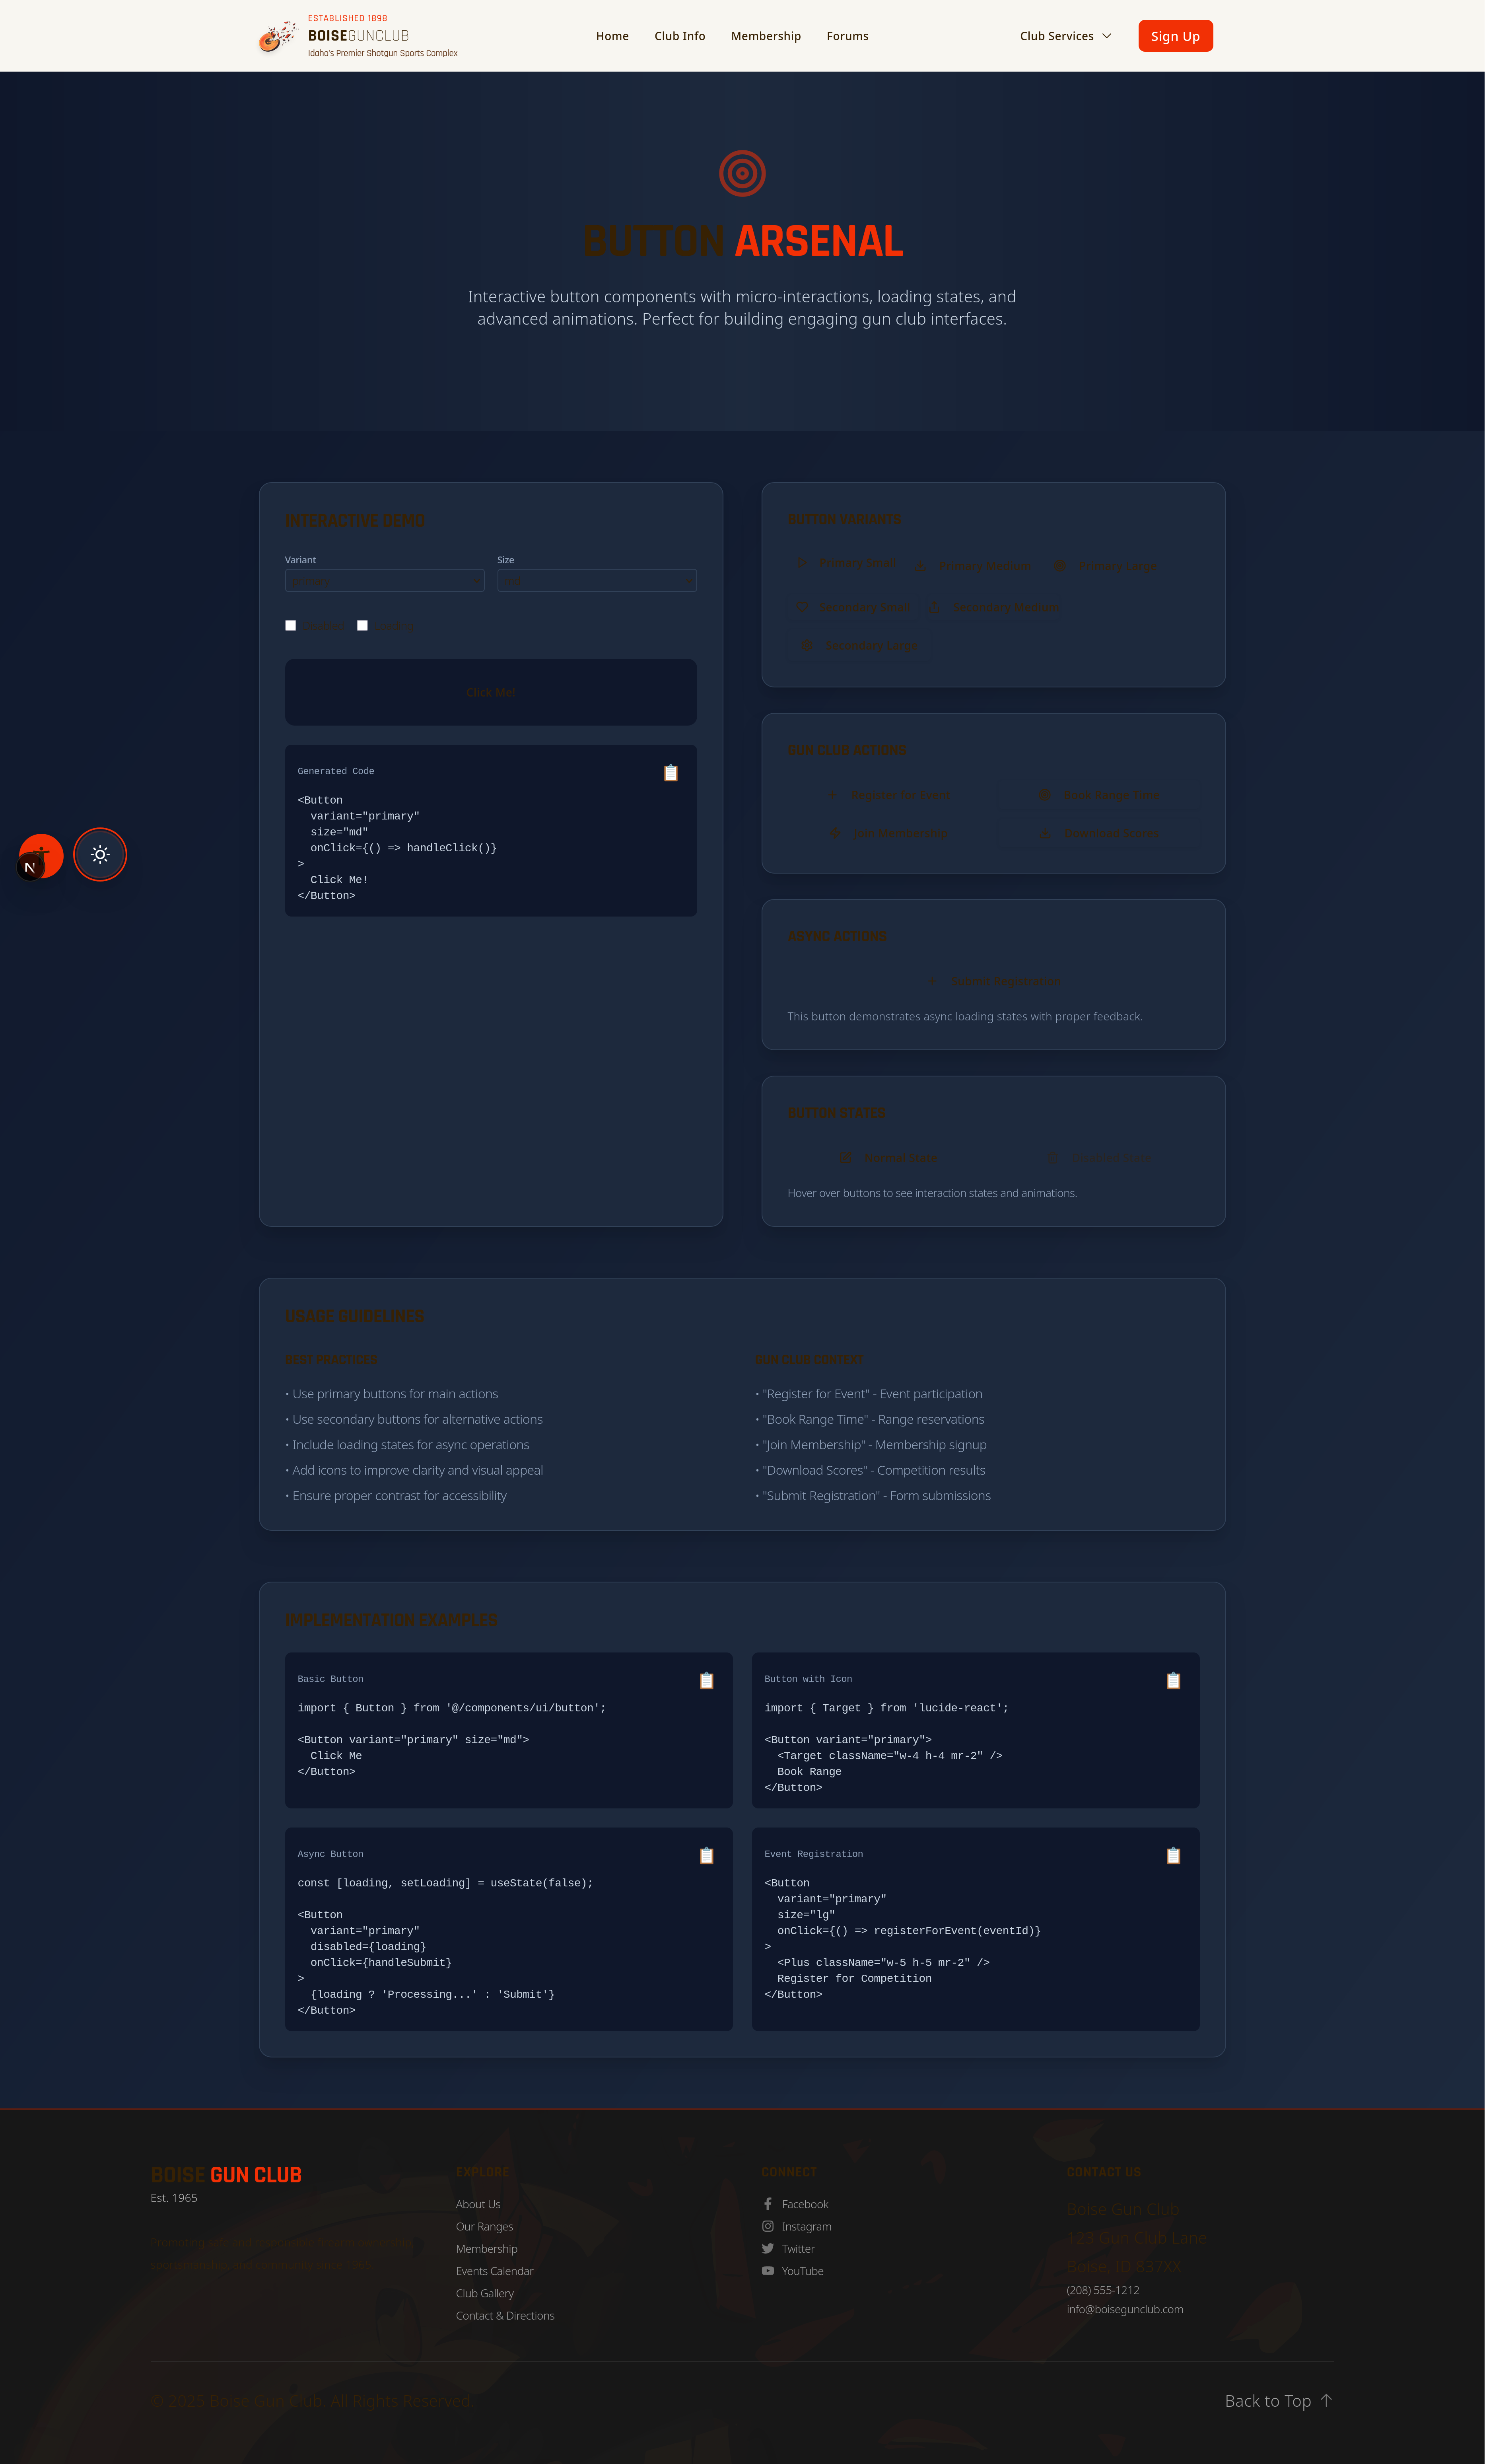 ESTABLISHED 1898
BOISEGUNCLUB
Idaho's Premier Shotgun Sports Complex
Home
Club Info
Membership
Forums
Club Services
Sign Up
BUTTON ARSENAL
Interactive button components with micro-interactions, loading states, and
advanced animations. Perfect for building engaging gun club interfaces.
INTERACTIVE DEMO
Variant
Size
Click Me!
Generated Code
<Button
variant="primary"
size="md"
onClick={() => handleClick()}
>
Click Me!
</Button>
BUTTON VARIANTS
Primary Small
Primary Medium
Primary Large
Secondary Small
Secondary Medium
Secondary Large
GUN CLUB ACTIONS
Register for Event
Book Range Time
Join Membership
Download Scores
ASYNC ACTIONS
Submit Registration
This button demonstrates async loading states with proper feedback.
BUTTON STATES
Normal State
Hover over buttons to see interaction states and animations.
USAGE GUIDELINES
BEST PRACTICES
• Use primary buttons for main actions
• Use secondary buttons for alternative actions
• Include loading states for async operations
• Add icons to improve clarity and visual appeal
• Ensure proper contrast for accessibility
GUN CLUB CONTEXT
• "Register for Event" - Event participation
• "Book Range Time" - Range reservations
• "Join Membership" - Membership signup
• "Download Scores" - Competition results
• "Submit Registration" - Form submissions
IMPLEMENTATION EXAMPLES
Basic Button
import { Button } from '@/components/ui/button';
<Button variant="primary" size="md">
Click Me
</Button>
Button with Icon
import { Target } from 'lucide-react';
<Button variant="primary">
<Target className="w-4 h-4 mr-2" />
Book Range
</Button>
Async Button
const [loading, setLoading] = useState(false);
<Button
variant="primary"
disabled={loading}
onClick={handleSubmit}
>
{loading ? 'Processing...' : 'Submit'}
</Button>
Event Registration
<Button
variant="primary"
size="lg"
onClick={() => registerForEvent(eventId)}
>
<Plus className="w-5 h-5 mr-2" />
Register for Competition
</Button>
BOISE GUN CLUB
Est. 1965
EXPLORE
About Us
Our Ranges
Membership
Events Calendar
Club Gallery
Contact & Directions
CONNECT
Facebook
Instagram
Twitter
YouTube
CONTACT US
Boise Gun Club
123 Gun Club Lane
Boise, ID 837XX
(208) 555-1212
info@boisegunclub.com
© 2025 Boise Gun Club. All Rights Reserved.
Back to Top